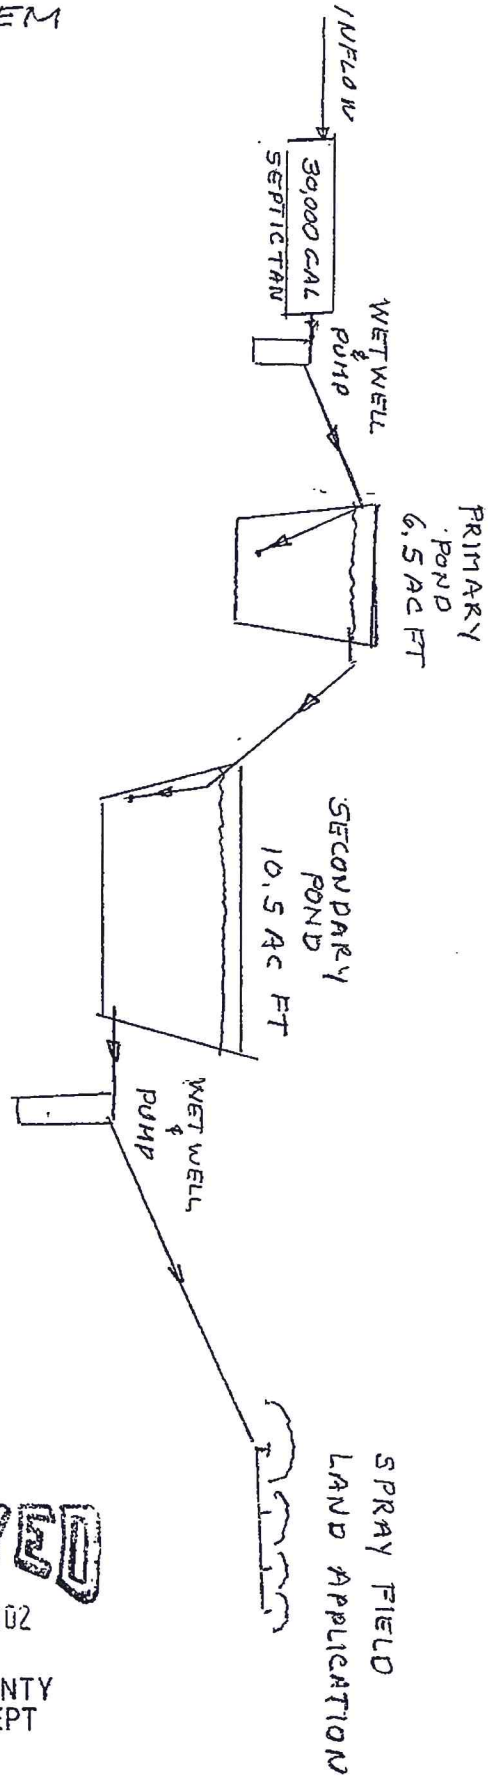 EM
INFLOW
30,000 GAL
SEPTIC TAN
WET WELL
&
PUMP
PRIMARY
POND
6.5 AC FT
SECONDARY
POND
10.5 AC FT
WET WELL
&
PUMP
SPRAY FIELD
LAND APPLICATION
VED
02
NTY
EPT